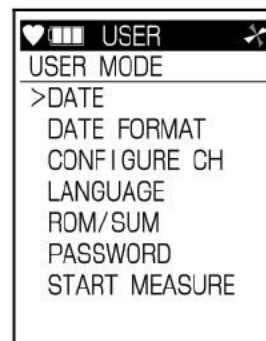 USER
USER MODE
>DATE
DATE FORMAT
CONFIGURE CH
LANGUAGE
ROM/SUM
PASSWORD
START MEASURE